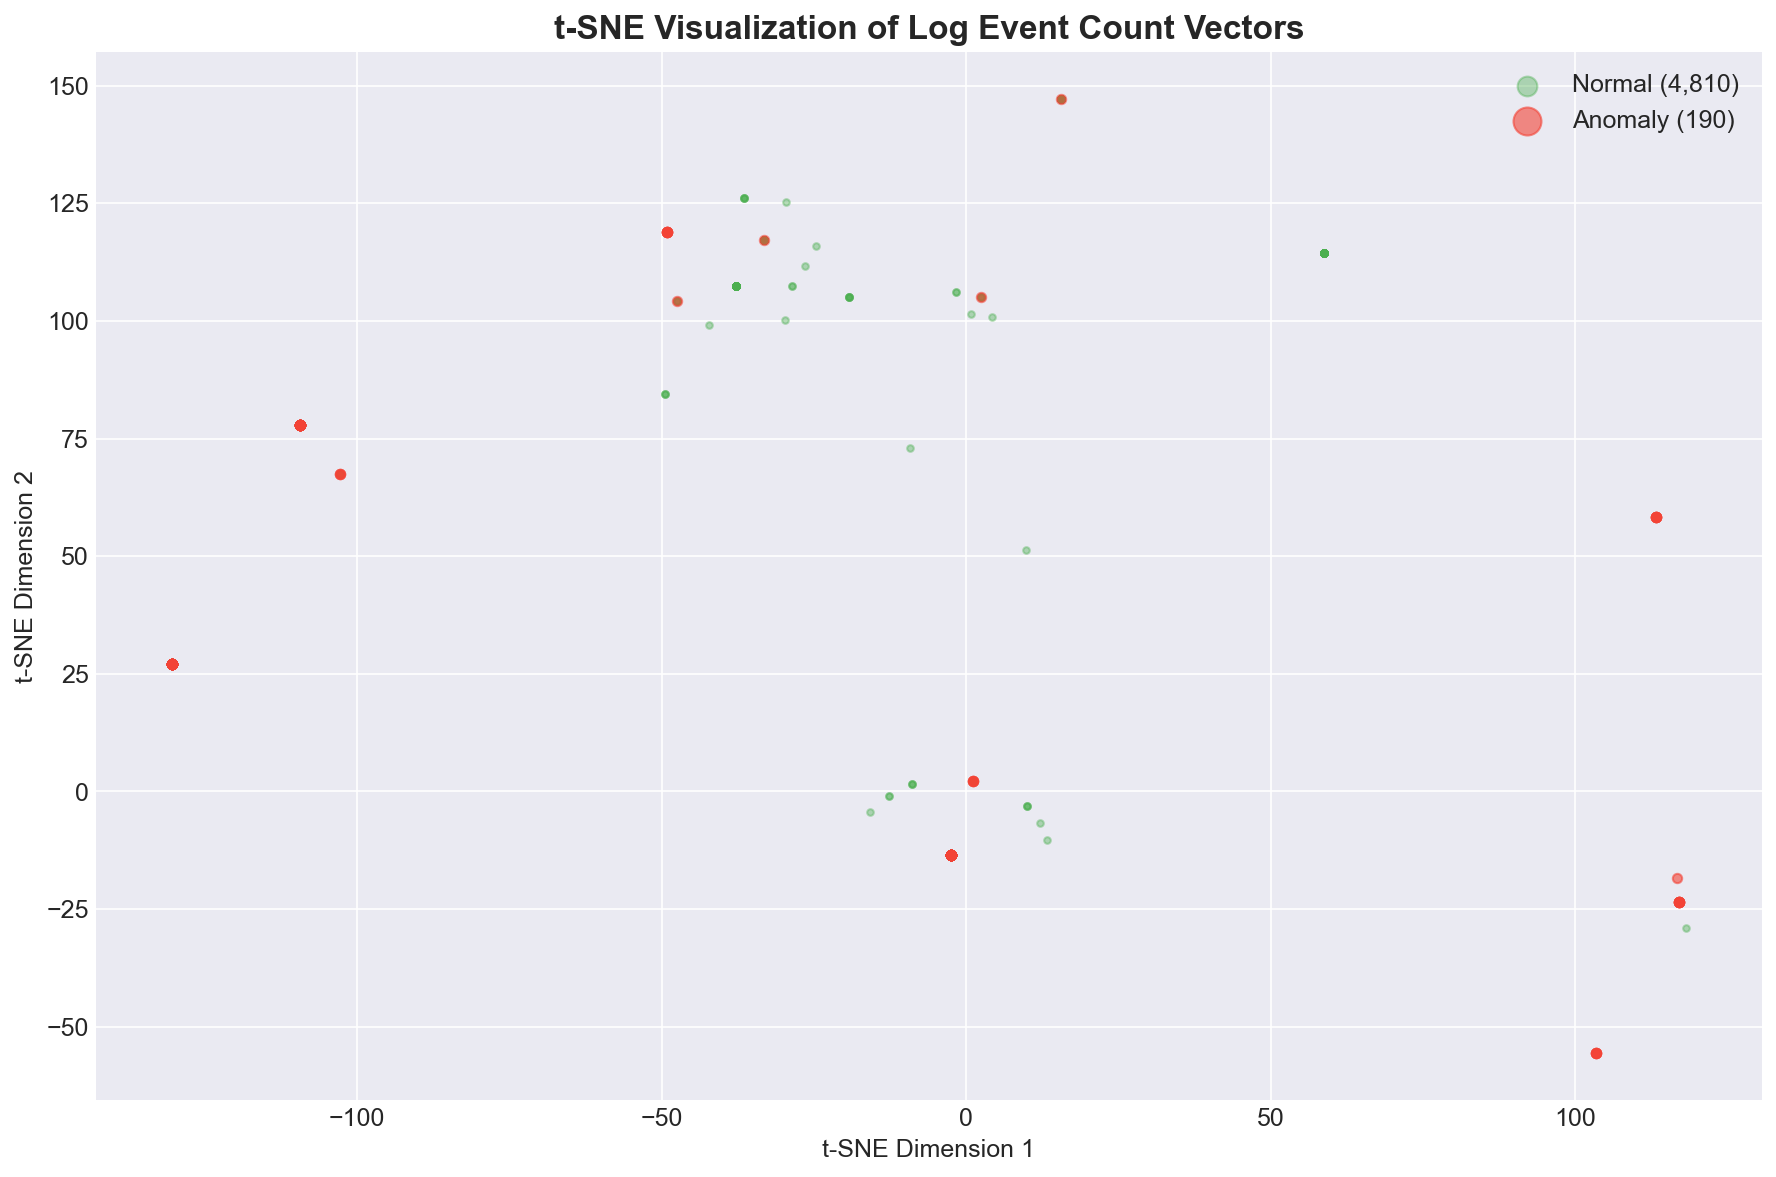 t-SNE Visualization of Log Event Count Vectors
Normal (4,810)
Anomaly (190)
t-SNE Dimension 2
150
125
100
75
50
25
0
−25
−50
−100
−50
0
50
100
t-SNE Dimension 1